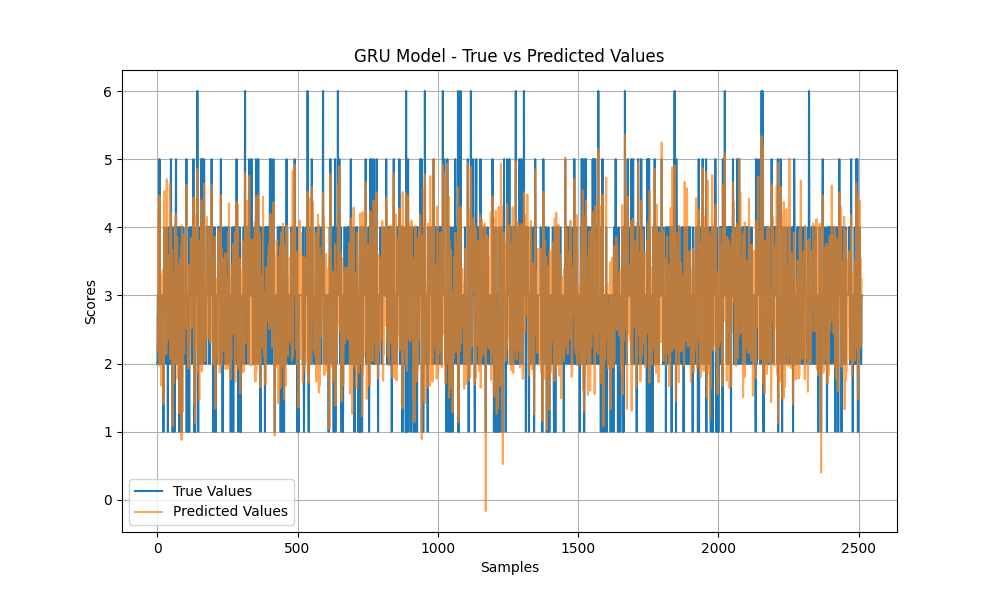 GRU Model - True vs Predicted Values
Scores
6
5
4
3
2
1
0
True Values
Predicted Values
0 500 1000 1500 2000 2500
Samples